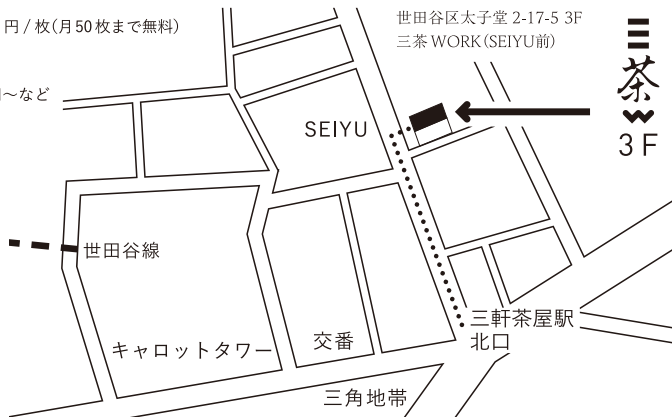 円/枚(月50枚まで無料)
〜など
世田谷区太子堂 2-17-5 3F
三茶 WORK(SEIYU前)
三茶
3F
SEIYU
世田谷線
キャロットタワー
交番
三軒茶屋駅
北口
三角地帯